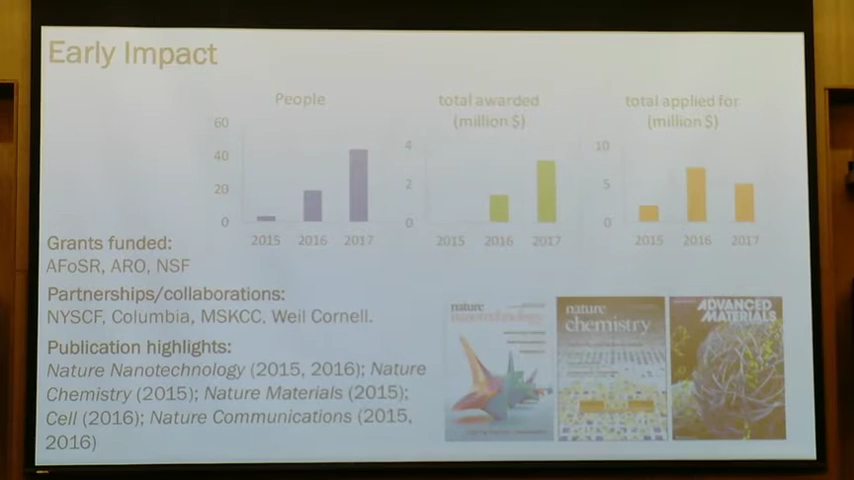 Early Impact
People
60
40
20
0
2015 2016 2017
total awarded
(million $)
4
2
0
2015 2016 2017
total applied for
(million $)
10
5
0
2015 2016 2017
Grants funded:
AFoSR, ARO, NSF
Partnerships/collaborations:
NYSCF, Columbia, MSKCC, Weil Cornell.
Publication highlights:
Nature Nanotechnology (2015, 2016); Nature
Chemistry (2015); Nature Materials (2015);
Cell (2016); Nature Communications (2015,
2016)
nature
nanotechnology
nature
chemistry
ADVANCED
MATERIALS